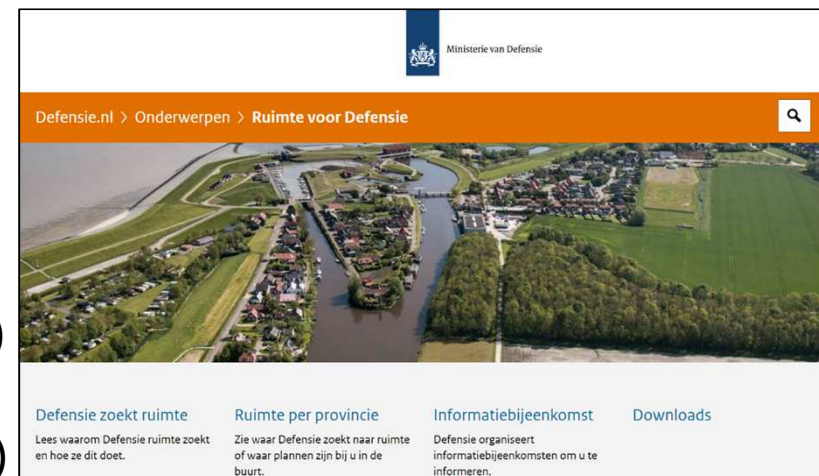 Ministerie van Defensie
Defensie.nl > Onderwerpen > Ruimte voor Defensie
Defensie zoekt ruimte
Lees waarom Defensie ruimte zoekt
en hoe ze dit doet.
Ruimte per provincie
Zie waar Defensie zoekt naar ruimte
of waar plannen zijn bij u in de
buurt.
Informatiebijeenkomst
Defensie organiseert
informatiebijeenkomsten om u te
informeren.
Downloads
)
)